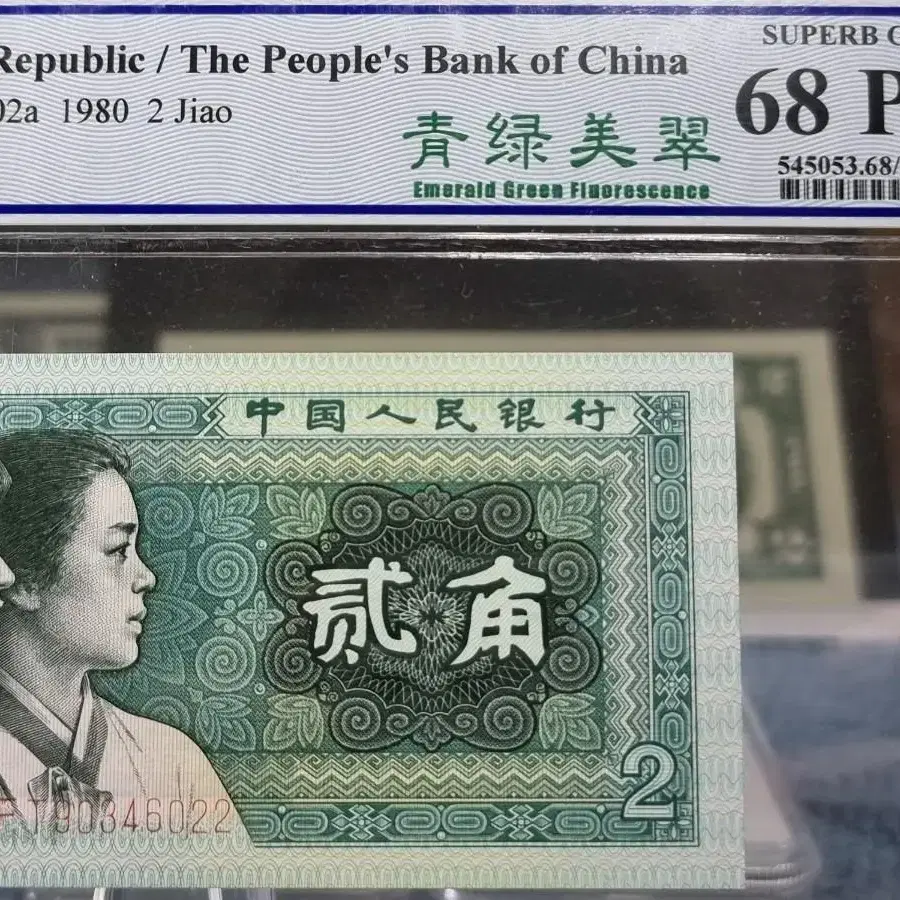 Republic / The People's Bank of China
02a 1980 2 Jiao
SUPERB
68
青绿美翠
Emerald Green Fluorescence
545053.68/
中国人民银行
贰角
2
FT90346022